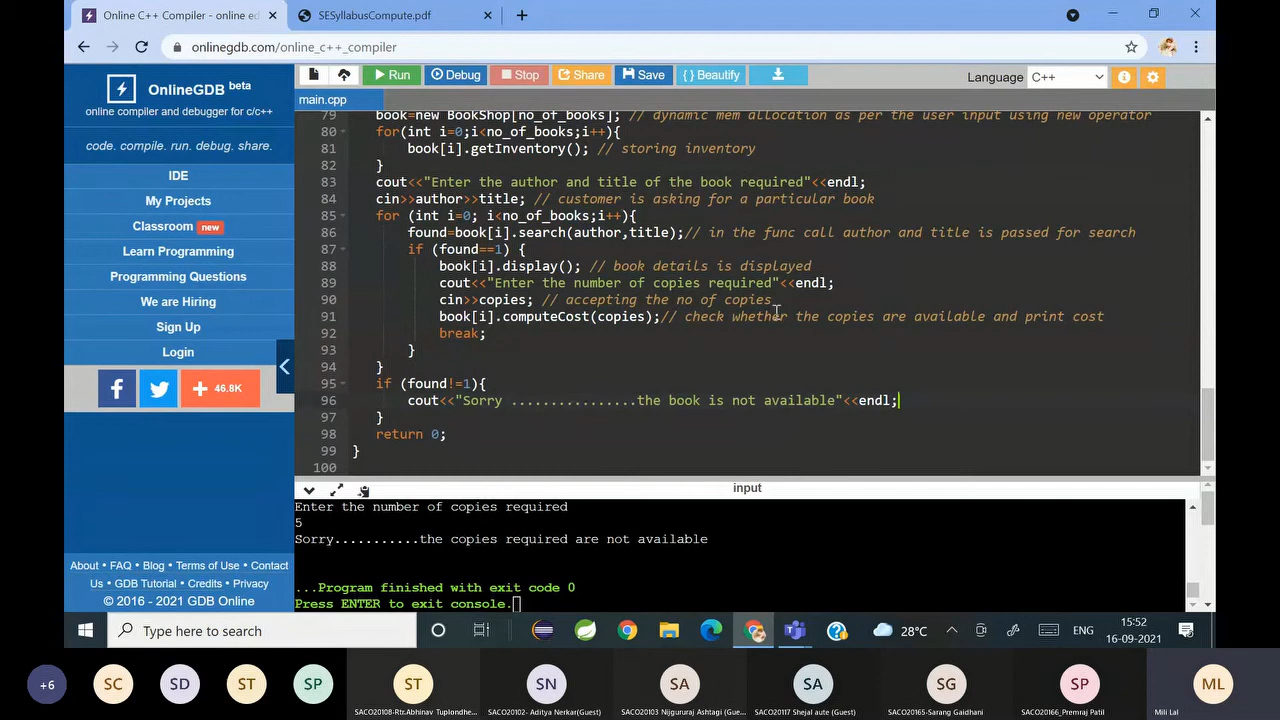 Online C++ Compiler - online ed
SESyllabusCompute.pdf
onlinegdb.com/online_c++_compiler
OnlineGDB beta
online compiler and debugger for c/c++
code. compile. run. debug. share.
IDE
My Projects
Classroom new
Learn Programming
Programming Questions
We are Hiring
Sign Up
Login
f
+ 46.8K
About • FAQ • Blog • Terms of Use • Contact
Us • GDB Tutorial • Credits • Privacy
© 2016 - 2021 GDB Online
Run
Debug
Stop
Share
Save
{ } Beautify
Language C++
main.cpp
79 book=new BookShop[no_of_books]; // dynamic mem allocation as per the user input using new operator
80 for(int i=0;i<no_of_books;i++){
81 book[i].getInventory(); // storing inventory
82 }
83 cout<<"Enter the author and title of the book required"<<endl;
84 cin>>author>>title; // customer is asking for a particular book
85 for (int i=0; i<no_of_books;i++){
86 found=book[i].search(author,title);// in the func call author and title is passed for search
87 if (found==1) {
88 book[i].display(); // book details is displayed
89 cout<<"Enter the number of copies required"<<endl;
90 cin>>copies; // accepting the no of copies
91 book[i].computeCost(copies);// check whether the copies are available and print cost
92 break;
93 }
94 }
95 if (found!=1){
96 cout<<"Sorry ................the book is not available"<<endl;
97 }
98 return 0;
99 }
100
input
Enter the number of copies required
5
Sorry...........the copies required are not available
...Program finished with exit code 0
Press ENTER to exit console.
Type here to search
28°C
ENG
15:52
16-09-2021
+6
SC
SD
ST
SP
ST
SACO20108-Rtr.Abhinav Tuplondhe...
SN
SACO20102- Aditya Nerkar(Guest)
SA
SACO20103 Nijgururaj Ashtagi (Gue...
SA
SACO20117 Shejal aute (Guest)
SG
SACO20165-Sarang Gaidhani
SP
SACO20166_Premraj Patil
ML
Mili Lal